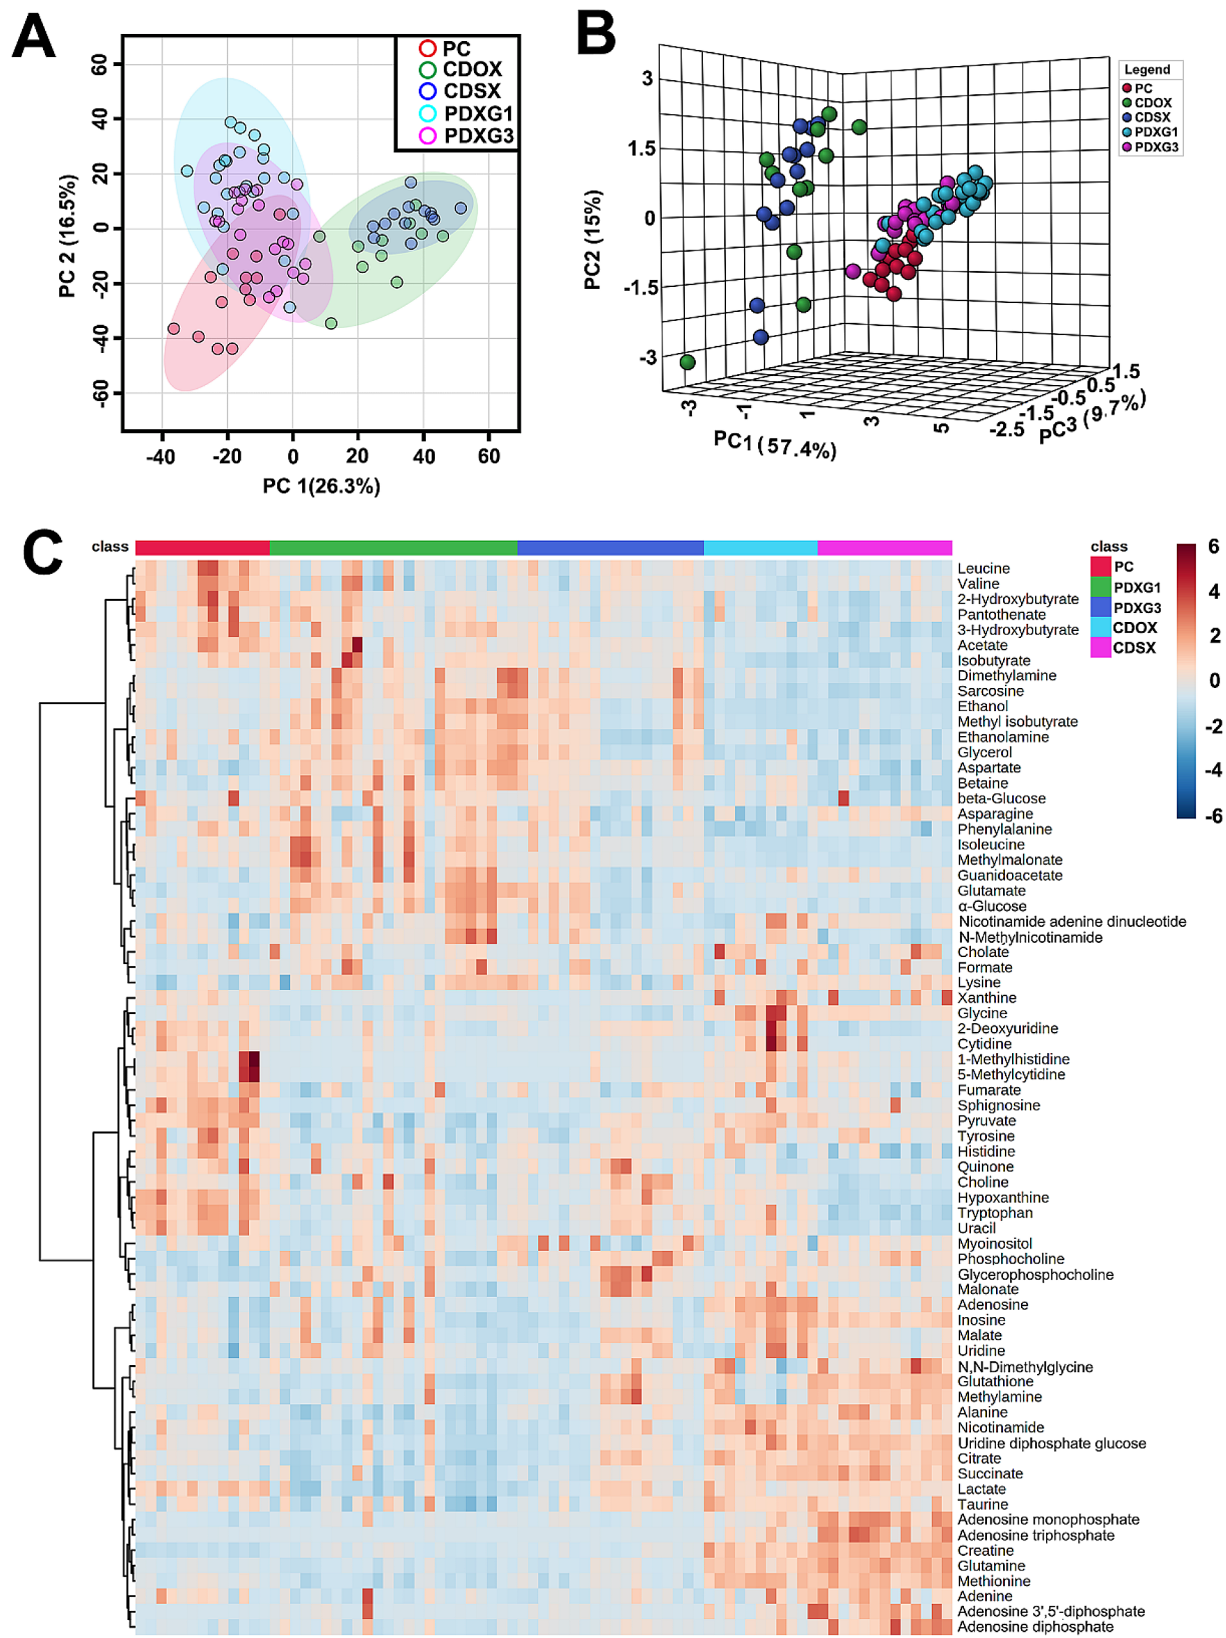 A
60
40
20
0
-20
-40
-60
-40
-20
0
20
40
60
PC 2 (16.5%)
PC 1(26.3%)
PC
CDOX
CDSX
PDXG1
PDXG3
B
3
1.5
0
-1.5
-3
PC2 (15%)
-3
-1
1
3
5
PC1 (57.4%)
-2.5
-1.5
-0.5
0.5
1.5
PC3 (9.7%)
Legend
PC
CDOX
CDSX
PDXG1
PDXG3
C
class
Leucine
Valine
2-Hydroxybutyrate
Pantothenate
3-Hydroxybutyrate
Acetate
Isobutyrate
Dimethylamine
Sarcosine
Ethanol
Methyl isobutyrate
Ethanolamine
Glycerol
Aspartate
Betaine
beta-Glucose
Asparagine
Phenylalanine
Isoleucine
Methylmalonate
Guanidoacetate
Glutamate
α-Glucose
Nicotinamide adenine dinucleotide
N-Methylnicotinamide
Cholate
Formate
Lysine
Xanthine
Glycine
2-Deoxyuridine
Cytidine
1-Methylhistidine
5-Methylcytidine
Fumarate
Sphignosine
Pyruvate
Tyrosine
Histidine
Quinone
Choline
Hypoxanthine
Tryptophan
Uracil
Myoinositol
Phosphocholine
Glycerophosphocholine
Malonate
Adenosine
Inosine
Malate
Uridine
N,N-Dimethylglycine
Glutathione
Methylamine
Alanine
Nicotinamide
Uridine diphosphate glucose
Citrate
Succinate
Lactate
Taurine
Adenosine monophosphate
Adenosine triphosphate
Creatine
Glutamine
Methionine
Adenine
Adenosine 3',5'-diphosphate
Adenosine diphosphate
class
PC
PDXG1
PDXG3
CDOX
CDSX
6
4
2
0
-2
-4
-6